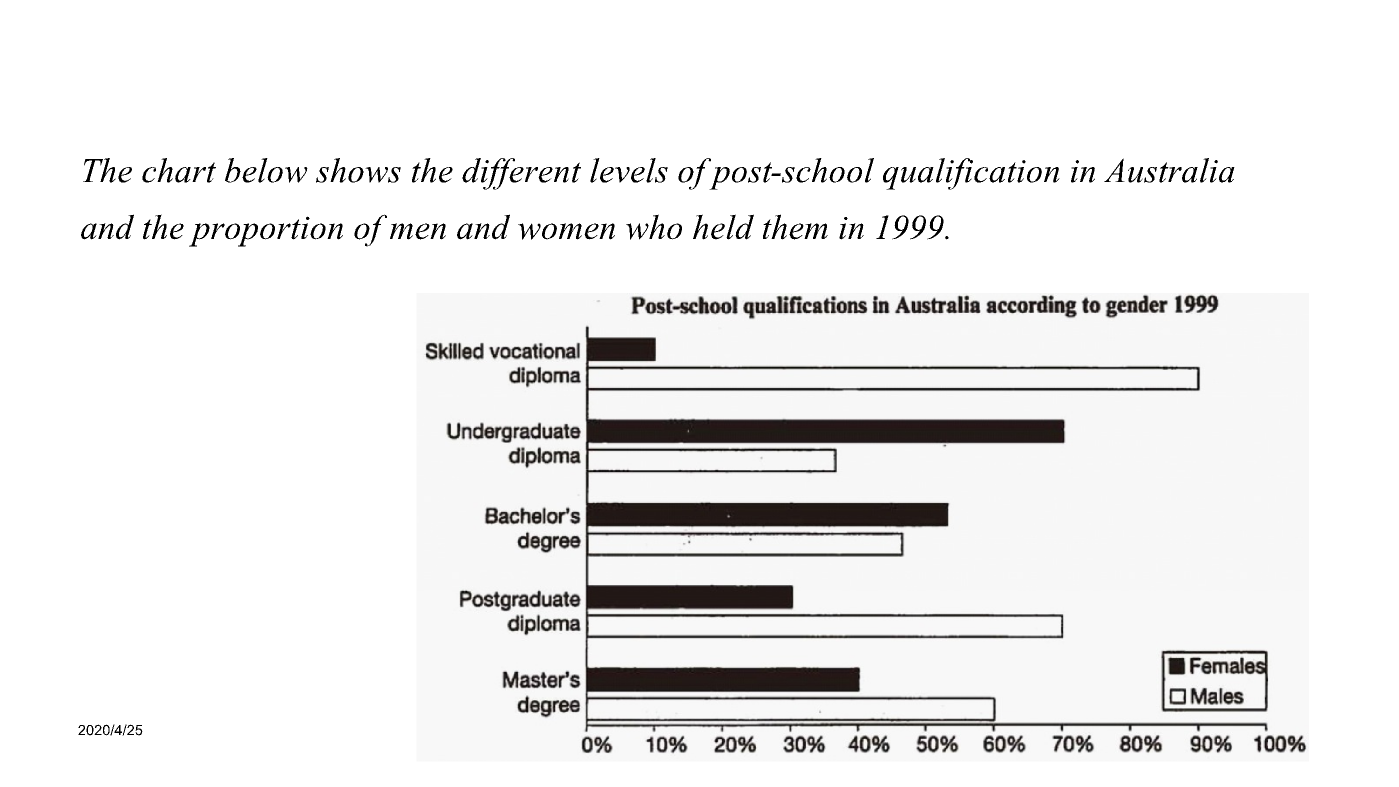 The chart below shows the different levels of post-school qualification in Australia
and the proportion of men and women who held them in 1999.
Post-school qualifications in Australia according to gender 1999
Skilled vocational
diploma
Undergraduate
diploma
Bachelor's
degree
Postgraduate
diploma
Master's
degree
Females
Males
0% 10% 20% 30% 40% 50% 60% 70% 80% 90% 100%
2020/4/25